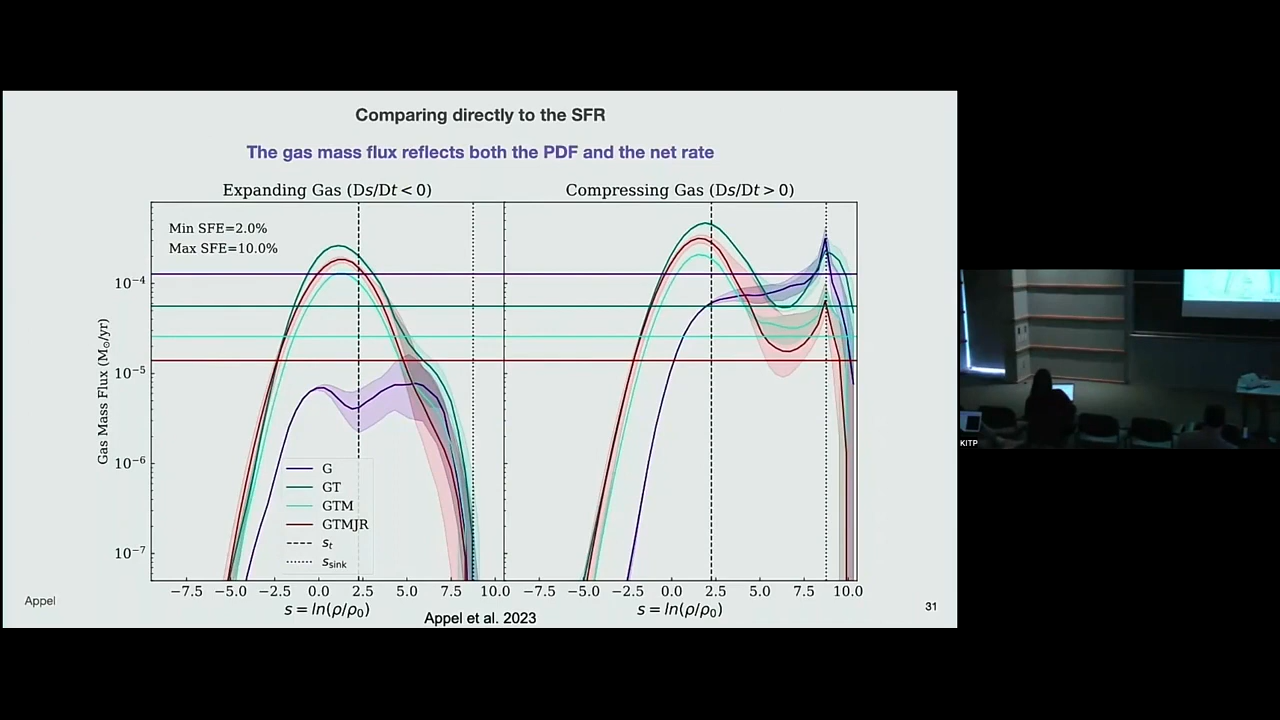 Comparing directly to the SFR
The gas mass flux reflects both the PDF and the net rate
Expanding Gas (Ds/Dt < 0)
Compressing Gas (Ds/Dt > 0)
Min SFE=2.0%
Max SFE=10.0%
10⁻⁴
10⁻⁵
10⁻⁶
10⁻⁷
Gas Mass Flux (M⊙/yr)
G
GT
GTM
GTMJR
sₜ
s_sink
−7.5 −5.0 −2.5 0.0 2.5 5.0 7.5 10.0
−7.5 −5.0 −2.5 0.0 2.5 5.0 7.5 10.0
s = ln(ρ/ρ₀)
s = ln(ρ/ρ₀)
Appel et al. 2023
Appel
31
KITP